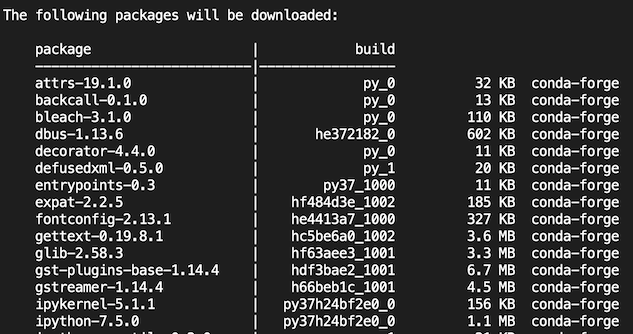 The following packages will be downloaded:
package | build
---------------------------|-----------------
attrs-19.1.0 | py_0 32 KB conda-forge
backcall-0.1.0 | py_0 13 KB conda-forge
bleach-3.1.0 | py_0 110 KB conda-forge
dbus-1.13.6 | he372182_0 602 KB conda-forge
decorator-4.4.0 | py_0 11 KB conda-forge
defusedxml-0.5.0 | py_1 20 KB conda-forge
entrypoints-0.3 | py37_1000 11 KB conda-forge
expat-2.2.5 | hf484d3e_1002 185 KB conda-forge
fontconfig-2.13.1 | he4413a7_1000 327 KB conda-forge
gettext-0.19.8.1 | hc5be6a0_1002 3.6 MB conda-forge
glib-2.58.3 | hf63aee3_1001 3.3 MB conda-forge
gst-plugins-base-1.14.4 | hdf3bae2_1001 6.7 MB conda-forge
gstreamer-1.14.4 | h66beb1c_1001 4.5 MB conda-forge
ipykernel-5.1.1 | py37h24bf2e0_0 156 KB conda-forge
ipython-7.5.0 | py37h24bf2e0_0 1.1 MB conda-forge